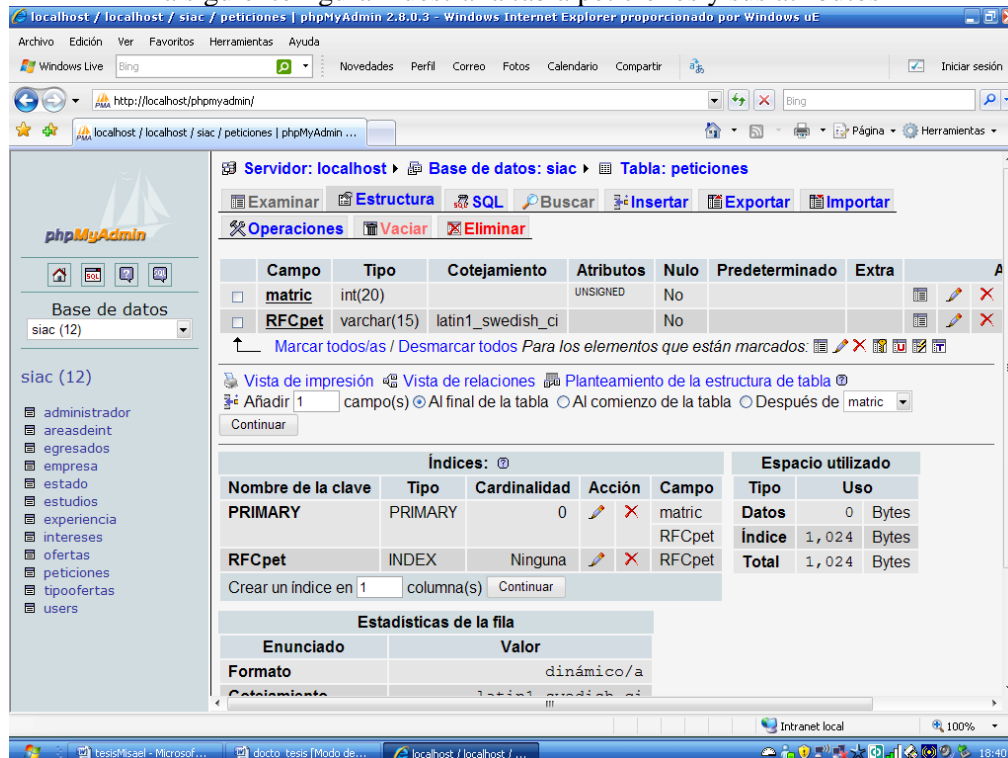 localhost / localhost / siac / peticiones | phpMyAdmin 2.8.0.3 - Windows Internet Explorer proporcionado por Windows uE
Archivo Edición Ver Favoritos Herramientas Ayuda
Windows Live Bing Novedades Perfil Correo Fotos Calendario Compartir Iniciar sesión
http://localhost/phpmyadmin/ Bing
localhost / localhost / siac / peticiones | phpMyAdmin ... Página Herramientas
phpMyAdmin
Base de datos
siac (12)
siac (12)
administrador
areasdeint
egresados
empresa
estado
estudios
experiencia
intereses
ofertas
peticiones
tipoofertas
users
Servidor: localhost Base de datos: siac Tabla: peticiones
Examinar Estructura SQL Buscar Insertar Exportar Importar
Operaciones Vaciar Eliminar
Campo Tipo Cotejamiento Atributos Nulo Predeterminado Extra A
matric int(20) UNSIGNED No
RFCpet varchar(15) latin1_swedish_ci No
Marcar todos/as / Desmarcar todos Para los elementos que están marcados:
Vista de impresión Vista de relaciones Planteamiento de la estructura de tabla
Añadir 1 campo(s) Al final de la tabla Al comienzo de la tabla Después de matric
Continuar
Índices:
Nombre de la clave Tipo Cardinalidad Acción Campo
PRIMARY PRIMARY 0 matric
RFCpet
RFCpet INDEX Ninguna RFCpet
Crear un índice en 1 columna(s) Continuar
Espacio utilizado
Tipo Uso
Datos 0 Bytes
Índice 1,024 Bytes
Total 1,024 Bytes
Estadísticas de la fila
Enunciado Valor
Formato dinámico/a
Cotejamiento latin1_swedish_ci
Intranet local 100%
tesisMisael - Microsof... docto_tesis [Modo de... localhost / localhost / ... 18:40